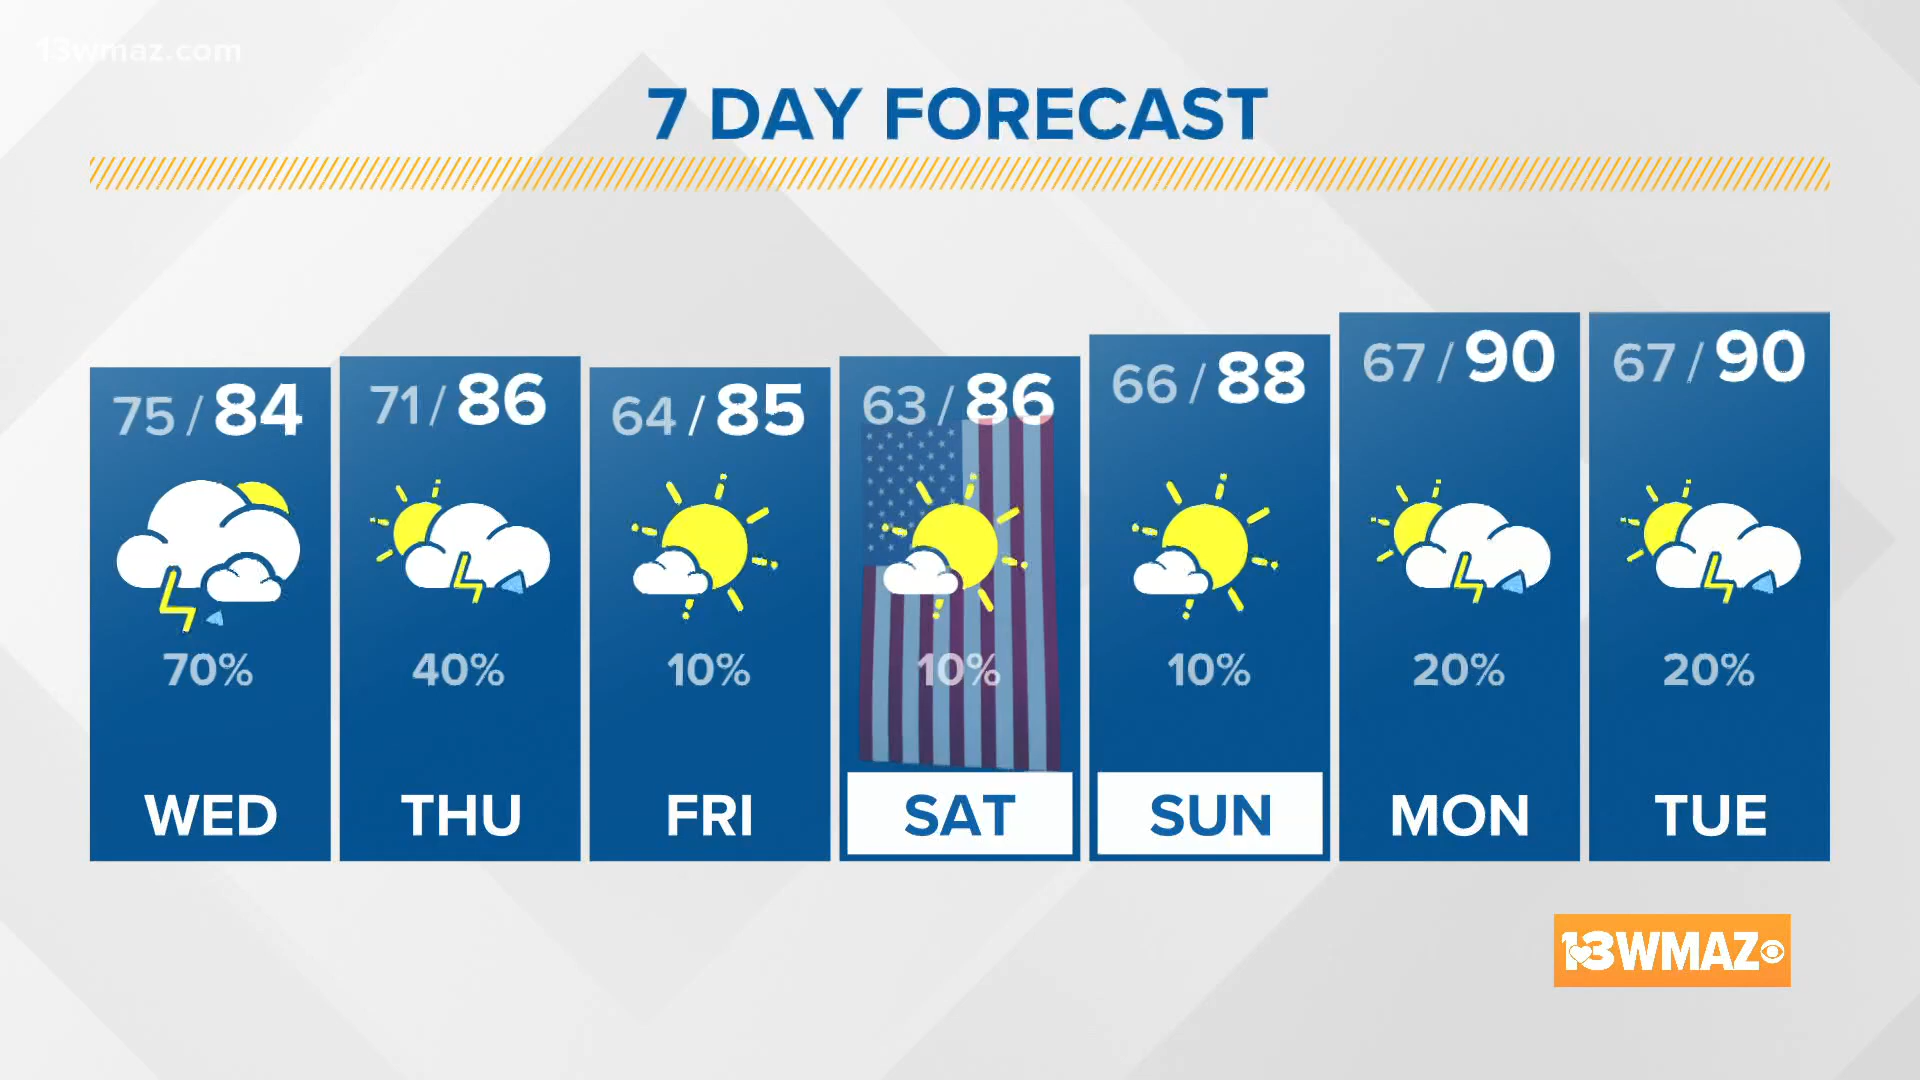 13wmaz.com
7 DAY FORECAST
75 / 84
71 / 86
64 / 85
63 / 86
66 / 88
67 / 90
67 / 90
70%
40%
10%
10%
10%
20%
20%
WED
THU
FRI
SAT
SUN
MON
TUE
13WMAZ